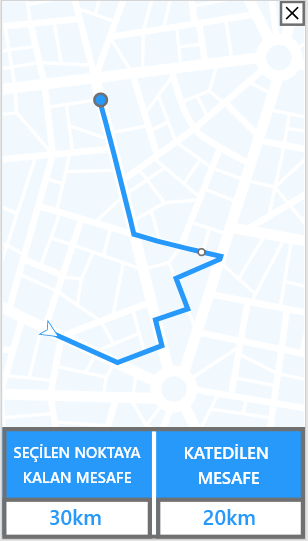 SEÇİLEN NOKTAYA
KALAN MESAFE
KATEDİLEN
MESAFE
30km
20km